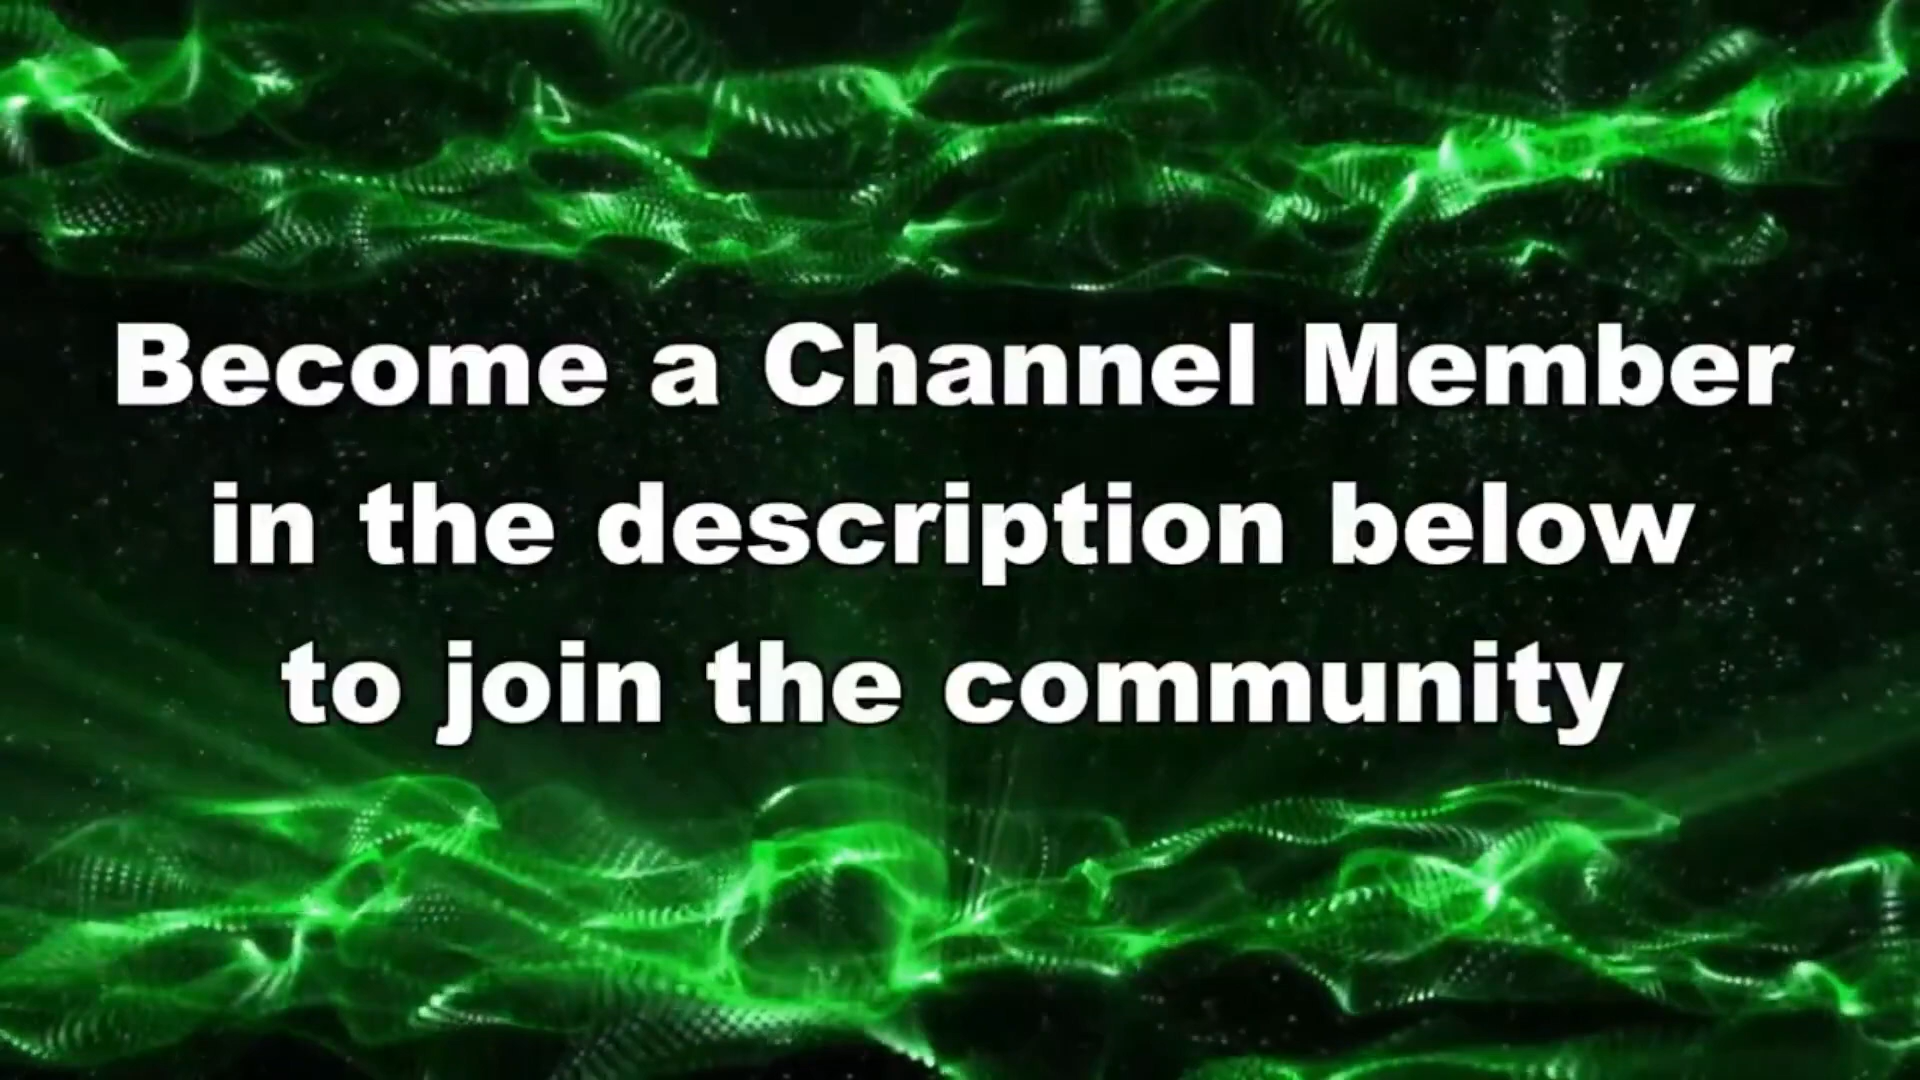 Become a Channel Member
in the description below
to join the community